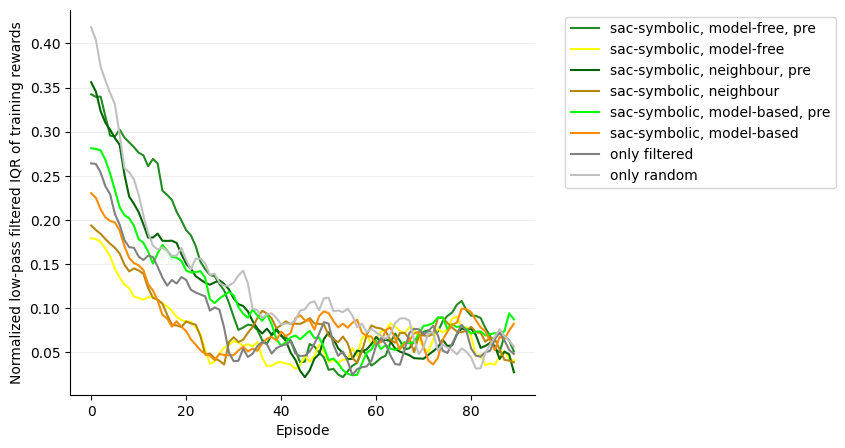 Normalized low-pass filtered IQR of training rewards
0.40
0.35
0.30
0.25
0.20
0.15
0.10
0.05
0
20
40
60
80
Episode
sac-symbolic, model-free, pre
sac-symbolic, model-free
sac-symbolic, neighbour, pre
sac-symbolic, neighbour
sac-symbolic, model-based, pre
sac-symbolic, model-based
only filtered
only random